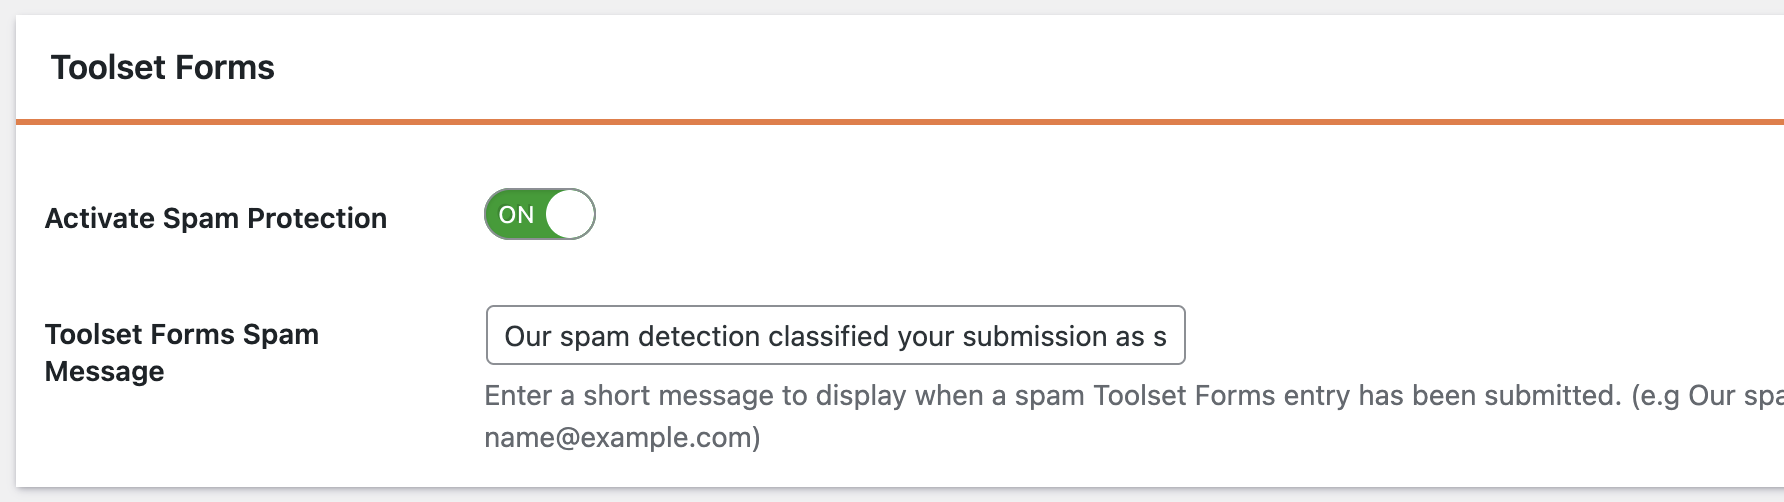 Toolset Forms
Activate Spam Protection
ON
Toolset Forms Spam
Message
Our spam detection classified your submission as s
Enter a short message to display when a spam Toolset Forms entry has been submitted. (e.g Our spa
name@example.com)